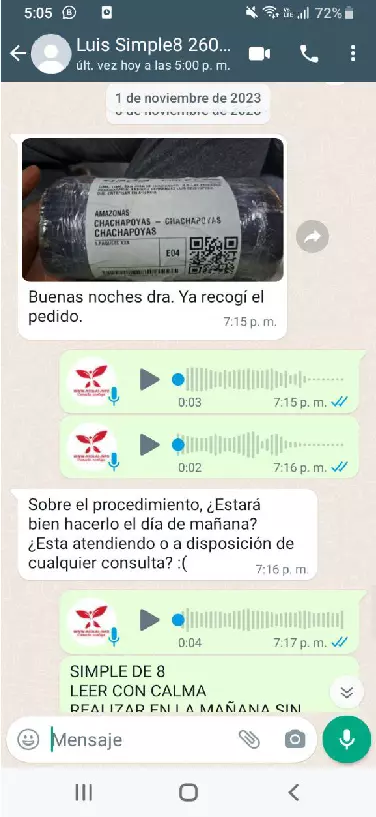 5:05
72%
Luis Simple8 260...
últ. vez hoy a las 5:00 p. m.
1 de noviembre de 2023
AMAZONAS
CHACHAPOYAS - CHACHAPOYAS
CHACHAPOYAS
E04
Buenas noches dra. Ya recogí el
pedido.
7:15 p. m.
0:03
7:15 p. m.
0:02
7:16 p. m.
Sobre el procedimiento, ¿Estará
bien hacerlo el día de mañana?
¿Esta atendiendo o a disposición de
cualquier consulta? :(
7:16 p. m.
0:04
7:17 p. m.
SIMPLE DE 8
LEER CON CALMA
REALIZAR EN LA MAÑANA SIN
Mensaje